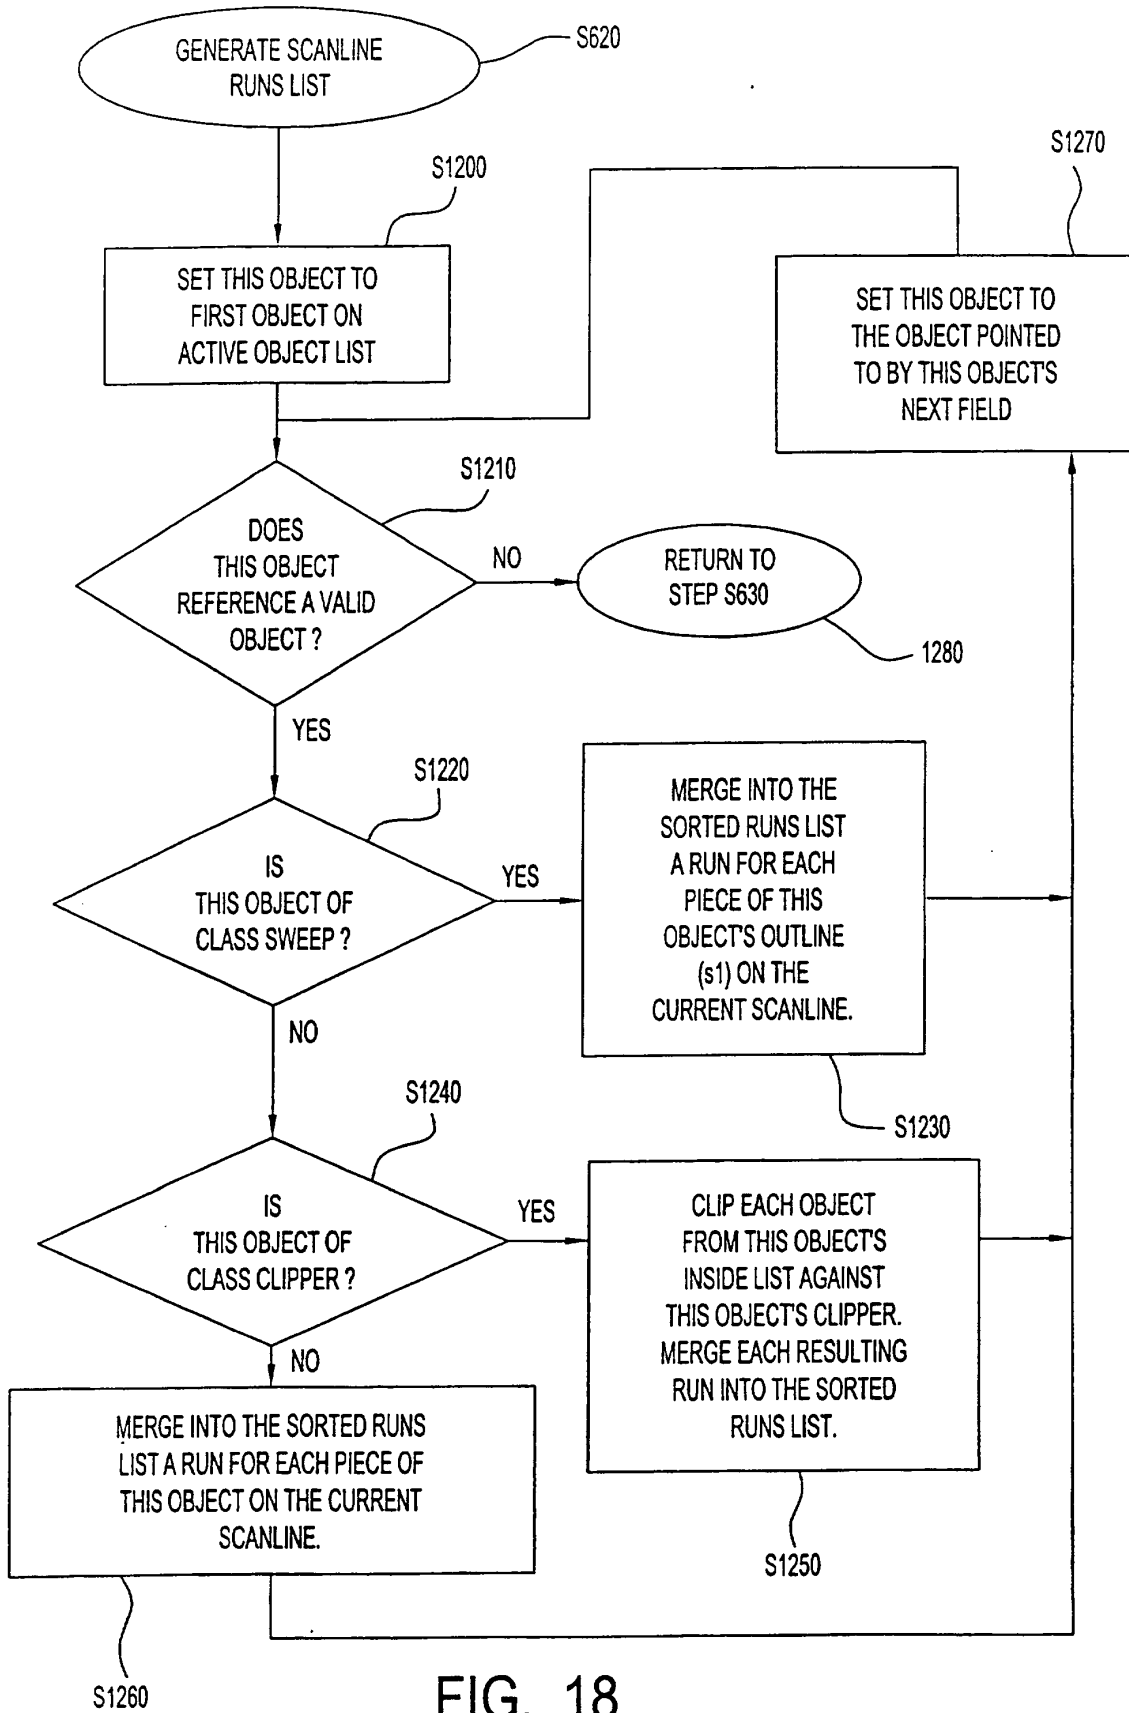 GENERATE SCANLINE
RUNS LIST
S620
S1200
SET THIS OBJECT TO
FIRST OBJECT ON
ACTIVE OBJECT LIST
S1270
SET THIS OBJECT TO
THE OBJECT POINTED
TO BY THIS OBJECT'S
NEXT FIELD
S1210
DOES
THIS OBJECT
REFERENCE A VALID
OBJECT ?
NO
RETURN TO
STEP S630
1280
YES
S1220
IS
THIS OBJECT OF
CLASS SWEEP ?
YES
MERGE INTO THE
SORTED RUNS LIST
A RUN FOR EACH
PIECE OF THIS
OBJECT'S OUTLINE
(s1) ON THE
CURRENT SCANLINE.
S1230
NO
S1240
IS
THIS OBJECT OF
CLASS CLIPPER ?
YES
CLIP EACH OBJECT
FROM THIS OBJECT'S
INSIDE LIST AGAINST
THIS OBJECT'S CLIPPER.
MERGE EACH RESULTING
RUN INTO THE SORTED
RUNS LIST.
S1250
NO
MERGE INTO THE SORTED RUNS
LIST A RUN FOR EACH PIECE OF
THIS OBJECT ON THE CURRENT
SCANLINE.
S1260
FIG. 18